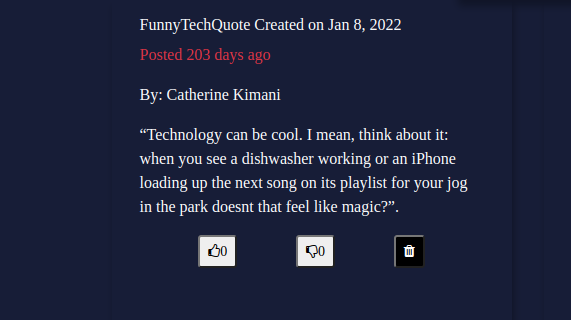 FunnyTechQuote Created on Jan 8, 2022
Posted 203 days ago
By: Catherine Kimani
“Technology can be cool. I mean, think about it:
when you see a dishwasher working or an iPhone
loading up the next song on its playlist for your jog
in the park doesnt that feel like magic?”.
0 0